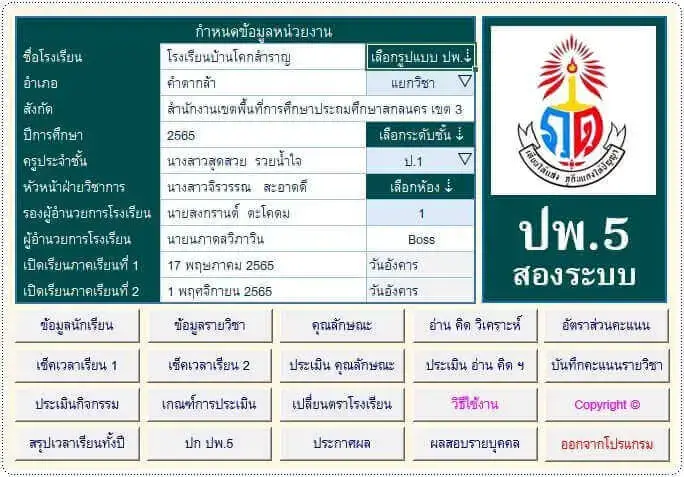 กำหนดข้อมูลหน่วยงาน
ชื่อโรงเรียน โรงเรียนบ้านโคกสำราญ เลือกรูปแบบ ปพ.↓
อำเภอ คำตากล้า แยกวิชา
สังกัด สำนักงานเขตพื้นที่การศึกษาประถมศึกษาสกลนคร เขต 3
ปีการศึกษา 2565 เลือกระดับชั้น ↓
ครูประจำชั้น นางสาวสุดสวย รวยน้ำใจ ป.1
หัวหน้าฝ่ายวิชาการ นางสาวจีรวรรณ สะอาดดี เลือกห้อง ↓
รองผู้อำนวยการโรงเรียน นายสงกรานต์ ตะโคดม 1
ผู้อำนวยการโรงเรียน นายนภาดลวิภาวิน Boss
เปิดเรียนภาคเรียนที่ 1 17 พฤษภาคม 2565 วันอังคาร
เปิดเรียนภาคเรียนที่ 2 1 พฤศจิกายน 2565 วันอังคาร
ปพ.5
สองระบบ
ข้อมูลนักเรียน ข้อมูลรายวิชา คุณลักษณะ อ่าน คิด วิเคราะห์ อัตราส่วนคะแนน
เช็คเวลาเรียน 1 เช็คเวลาเรียน 2 ประเมิน คุณลักษณะ ประเมิน อ่าน คิด ฯ บันทึกคะแนนรายวิชา
ประเมินกิจกรรม เกณฑ์การประเมิน เปลี่ยนตราโรงเรียน วิธีใช้งาน Copyright ©
สรุปเวลาเรียนทั้งปี ปก ปพ.5 ประกาศผล ผลสอบรายบุคคล ออกจากโปรแกรม